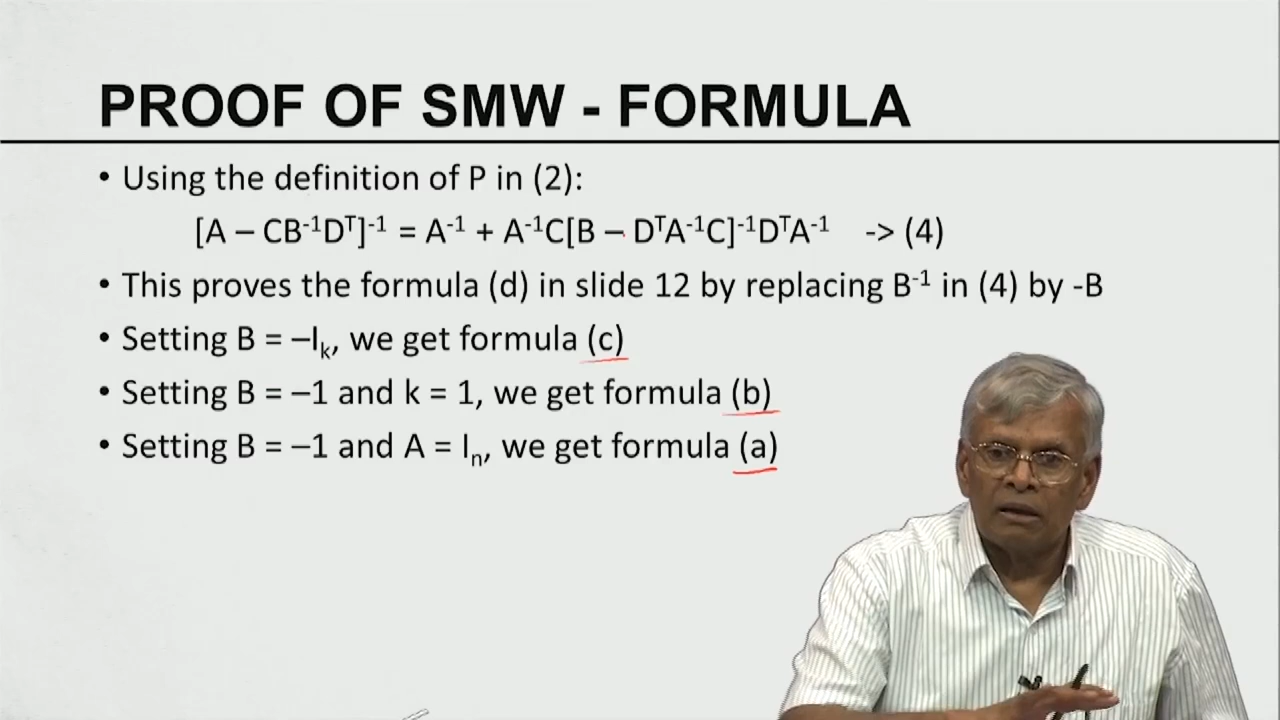 PROOF OF SMW - FORMULA
• Using the definition of P in (2):
[A – CB⁻¹Dᵀ]⁻¹ = A⁻¹ + A⁻¹C[B – DᵀA⁻¹C]⁻¹DᵀA⁻¹ -> (4)
• This proves the formula (d) in slide 12 by replacing B⁻¹ in (4) by -B
• Setting B = –Iₖ, we get formula (c)
• Setting B = –1 and k = 1, we get formula (b)
• Setting B = –1 and A = Iₙ, we get formula (a)